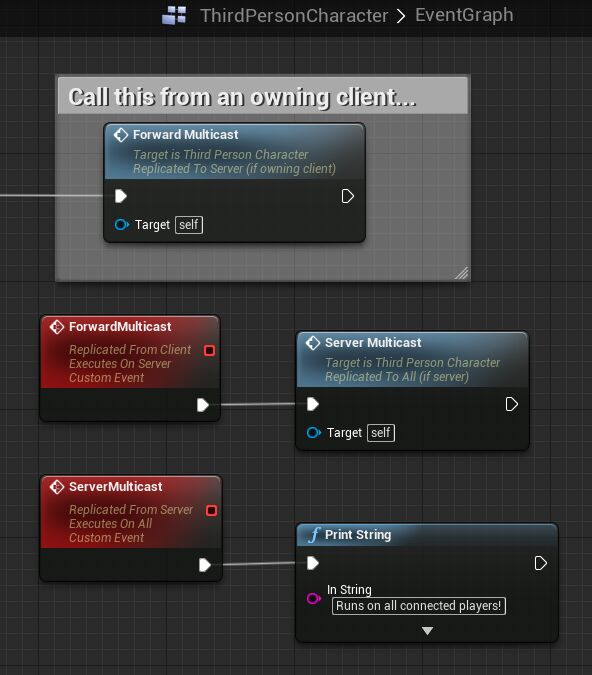 ThirdPersonCharacter > EventGraph
Call this from an owning client...
Forward Multicast
Target is Third Person Character
Replicated To Server (if owning client)
Target self
ForwardMulticast
Replicated From Client
Executes On Server
Custom Event
Server Multicast
Target is Third Person Character
Replicated To All (if server)
Target self
ServerMulticast
Replicated From Server
Executes On All
Custom Event
f Print String
In String
Runs on all connected players!